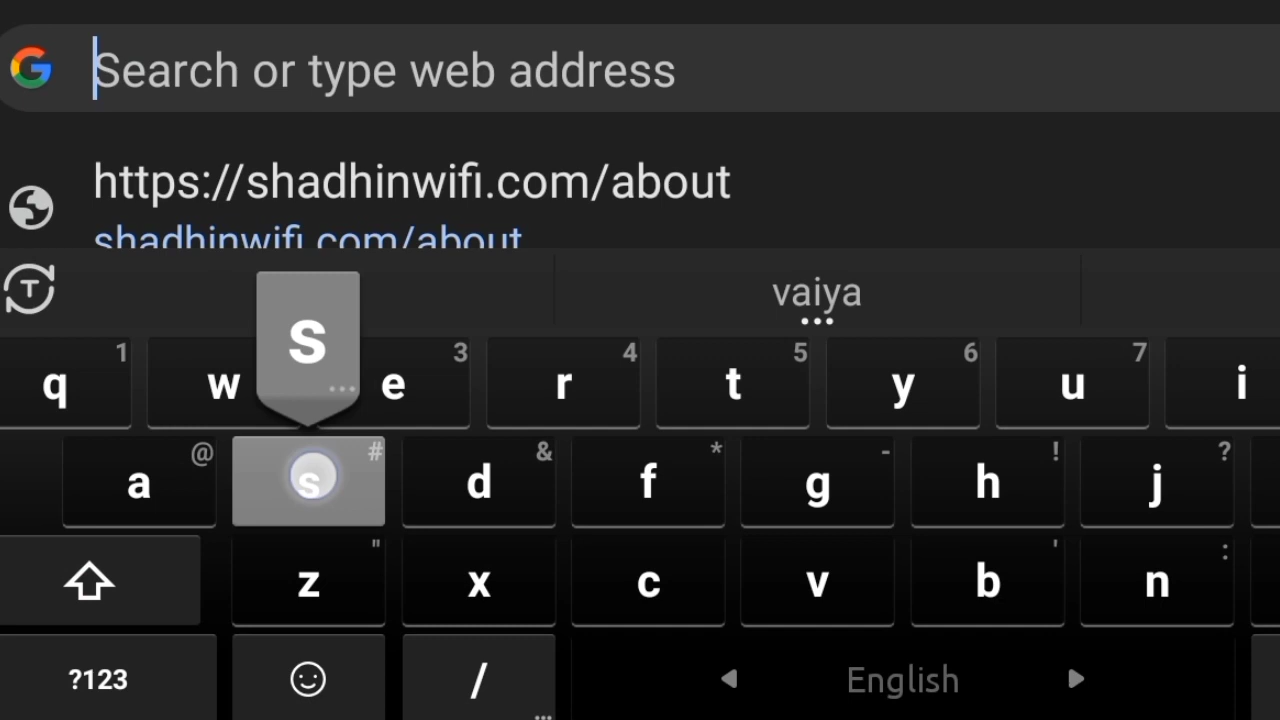 Search or type web address
https://shadhinwifi.com/about
shadhinwifi.com/about
vaiya
S
q 1 w e 3 r 4 t 5 y 6 u 7 i
a @ s # d & f * g - h ! j ?
z " x c v b ' n :
?123 / English